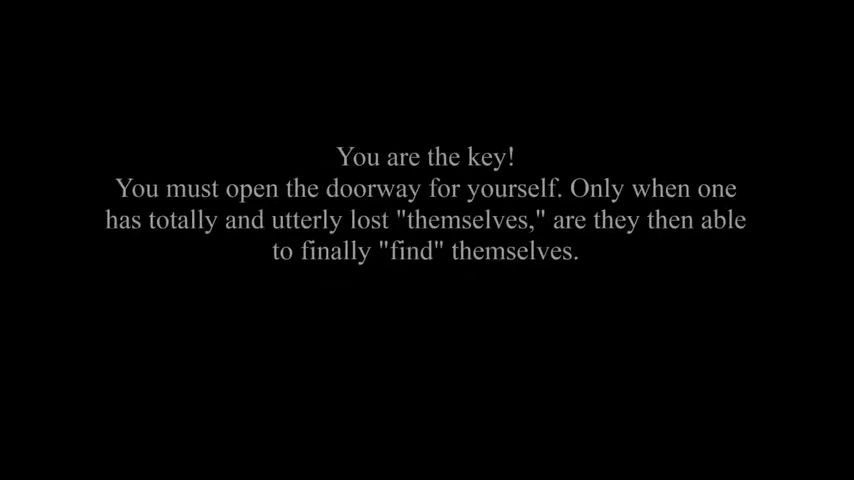 You are the key!
You must open the doorway for yourself. Only when one
has totally and utterly lost "themselves," are they then able
to finally "find" themselves.